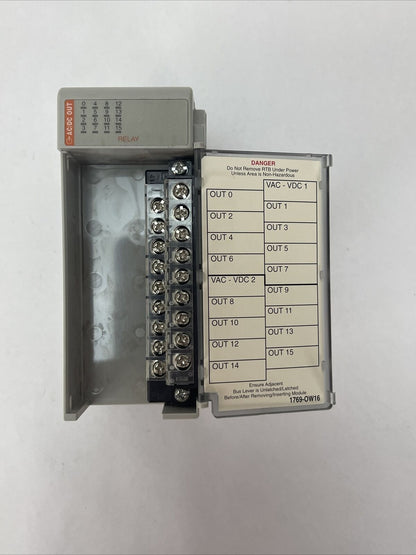 AC/DC OUT
0 4 8 12
1 5 9 13
2 6 10 14
3 7 11 15
RELAY
DANGER
Do Not Remove RTB Under Power
Unless Area is Non-Hazardous
VAC - VDC 1
OUT 0
OUT 1
OUT 2
OUT 3
OUT 4
OUT 5
OUT 6
OUT 7
VAC - VDC 2
OUT 9
OUT 8
OUT 11
OUT 10
OUT 13
OUT 12
OUT 15
OUT 14
Ensure Adjacent
Bus Lever is Unlatched/Latched
Before/After Removing/Inserting Module
1769-OW16